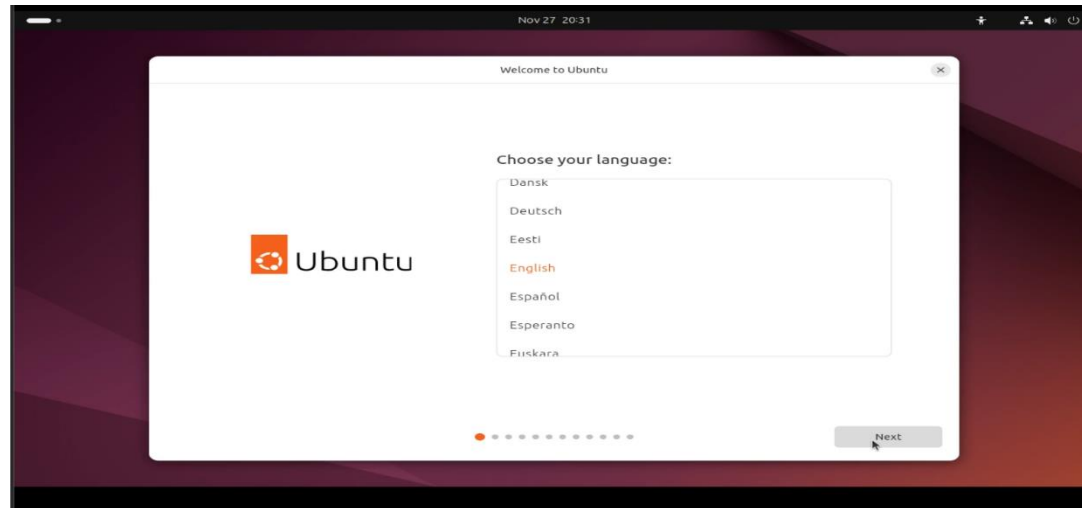 Nov 27 20:31
Welcome to Ubuntu
Choose your language:
Dansk
Deutsch
Eesti
English
Ubuntu
Español
Esperanto
Euskara
Next